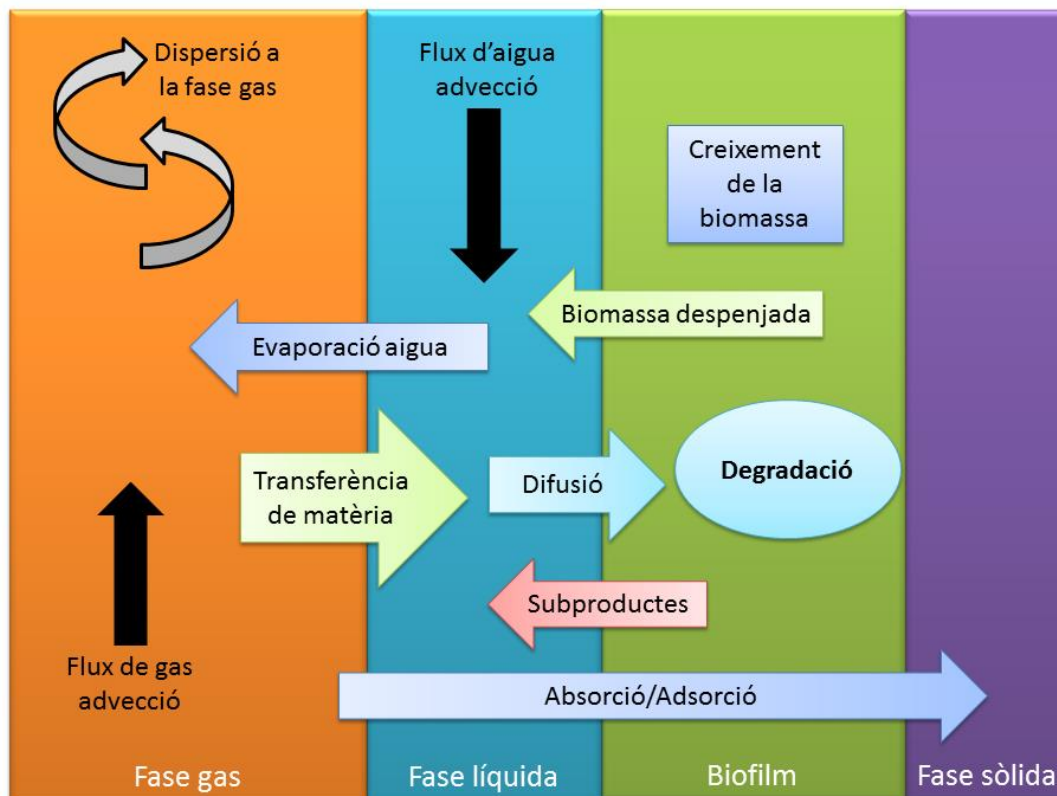 Dispersió a
la fase gas
Flux d'aigua
advecció
Creixement
de la
biomassa
Biomassa despenjada
Evaporació aigua
Transferència
de matèria
Difusió
Degradació
Subproductes
Flux de gas
advecció
Absorció/Adsorció
Fase gas
Fase líquida
Biofilm
Fase sòlida